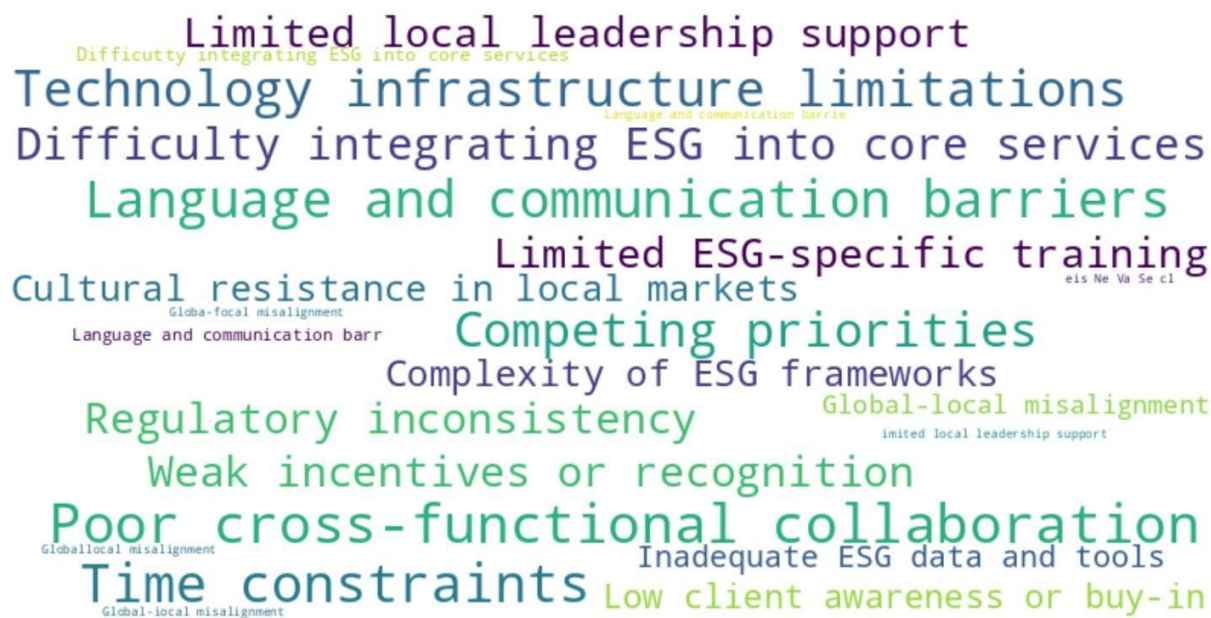 Limited local leadership support
Difficutty integrating ESG into core services
Technology infrastructure limitations
Language and communication barrie
Difficulty integrating ESG into core services
Language and communication barriers
Limited ESG-specific training
eis Ne Va Se cl
Cultural resistance in local markets
Globa-focal misalignment
Language and communication barr
Competing priorities
Complexity of ESG frameworks
Global-local misalignment
Regulatory inconsistency
imited local leadership support
Weak incentives or recognition
Poor cross-functional collaboration
Globallocal misalignment
Inadequate ESG data and tools
Time constraints
Low client awareness or buy-in
Global-iocal misalignment